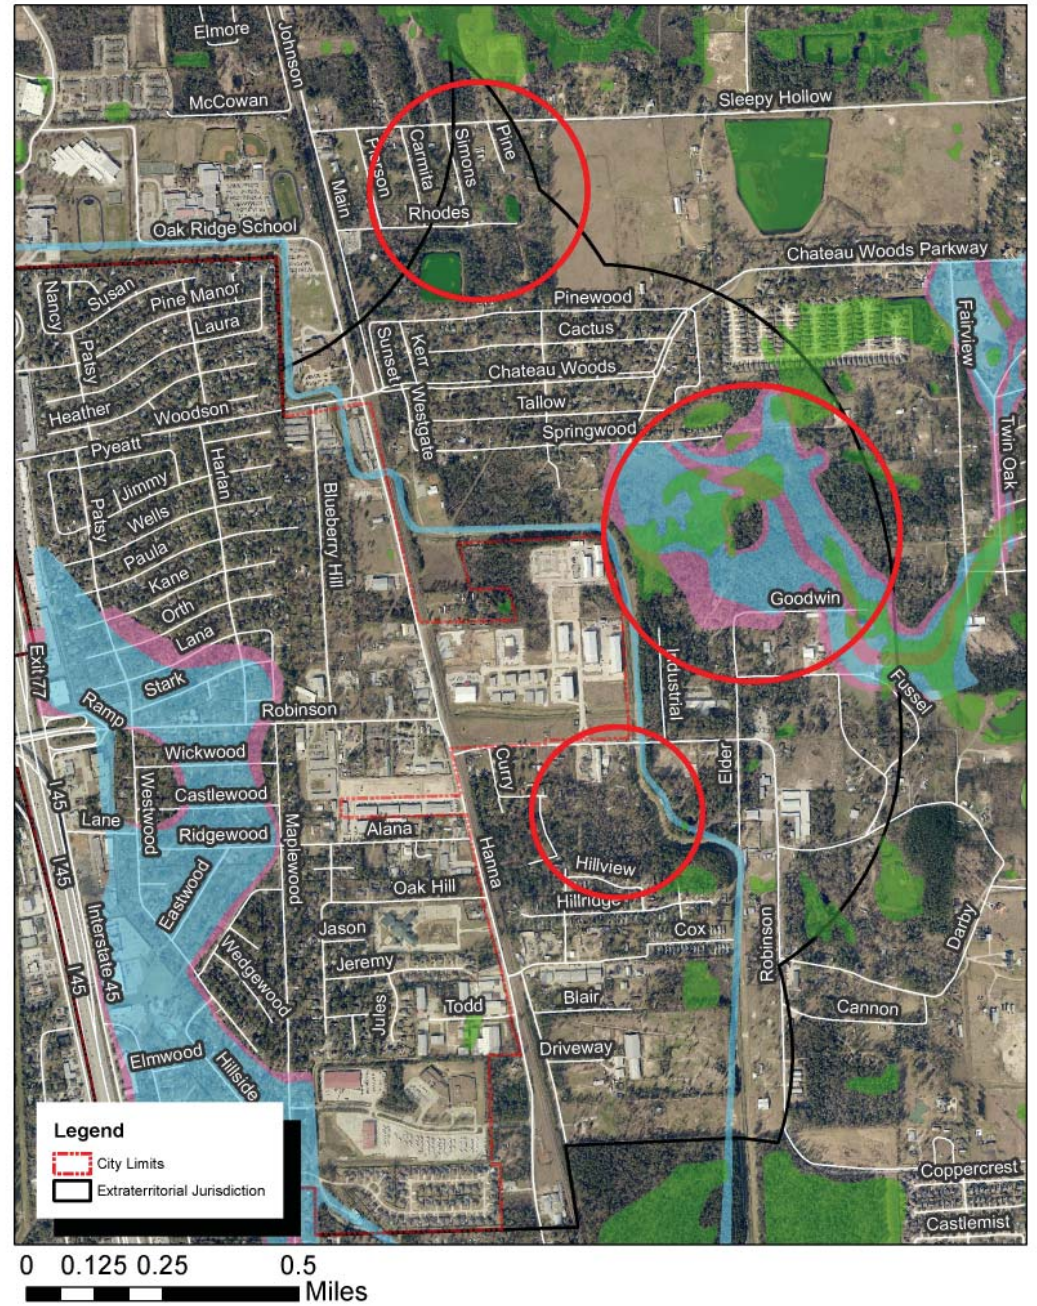 Elmore
Johnson
McCowan
Sleepy Hollow
Pierson
Carmita
Simons
Pine
Main
Rhodes
Oak Ridge School
Chateau Woods Parkway
Nancy
Susan
Pine Manor
Laura
Patsy
Pinewood
Cactus
Sunset
Kerr
Chateau Woods
Fairview
Heather
Woodson
Westgate
Tallow
Springwood
Twin Oak
Pyeatt
Harlan
Jimmy
Patsy
Wells
Blueberry Hill
Paula
Kane
Orth
Lana
Goodwin
Exit 77
Stark
Industrial
Fussel
Ramp
Robinson
Wickwood
Curry
Elder
I 45
Westwood
Castlewood
Lane
Ridgewood
Maplewood
Alana
Hanna
I 45
Hillview
Eastwood
Oak Hill
Hillridge
Interstate 45
Jason
Cox
Robinson
Darby
Wedgewood
Jeremy
I 45
Jules
Todd
Blair
Cannon
Elmwood
Hillside
Driveway
Legend
City Limits
Extraterritorial Jurisdiction
Coppercrest
Castlemist
0 0.125 0.25 0.5
Miles